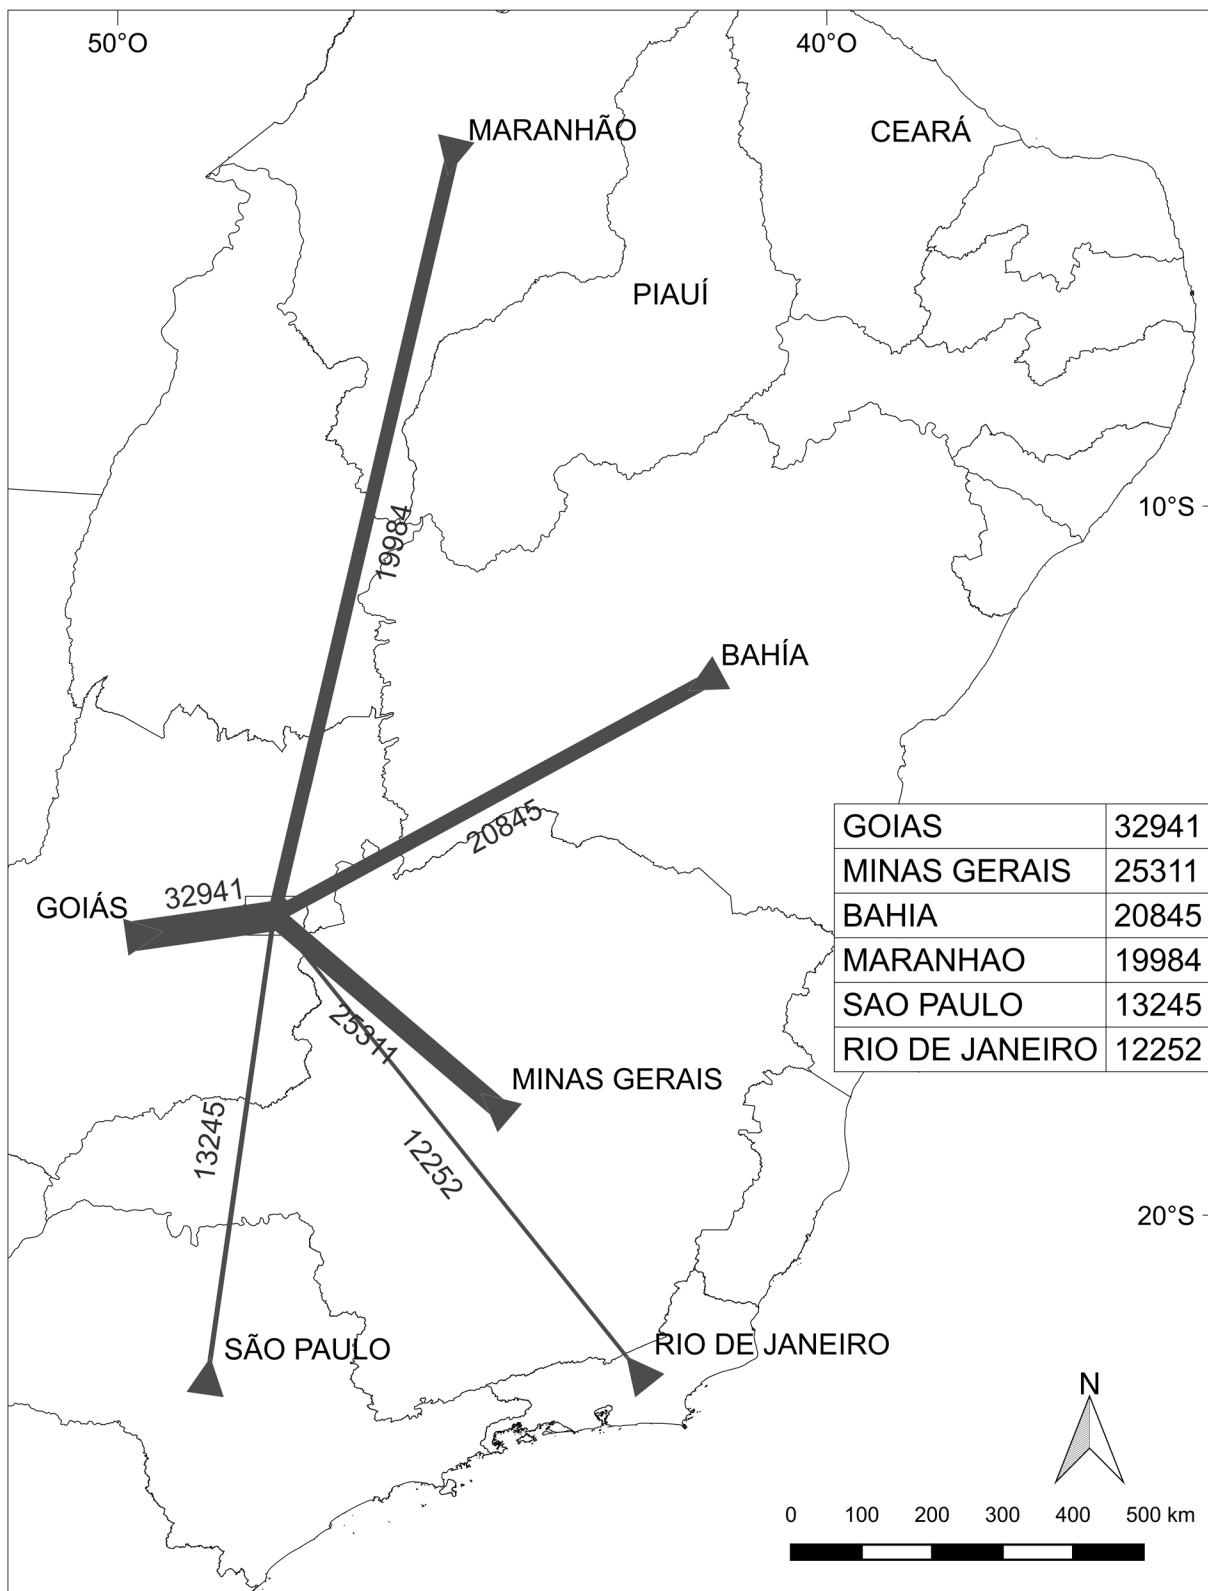 50°O
40°O
MARANHÃO
CEARÁ
PIAUÍ
19984
10°S
BAHÍA
20845
GOIAS 32941
MINAS GERAIS 25311
BAHIA 20845
MARANHAO 19984
SAO PAULO 13245
RIO DE JANEIRO 12252
32941
GOIÁS
25311
MINAS GERAIS
13245
12252
20°S
SÃO PAULO
RIO DE JANEIRO
N
0 100 200 300 400 500 km